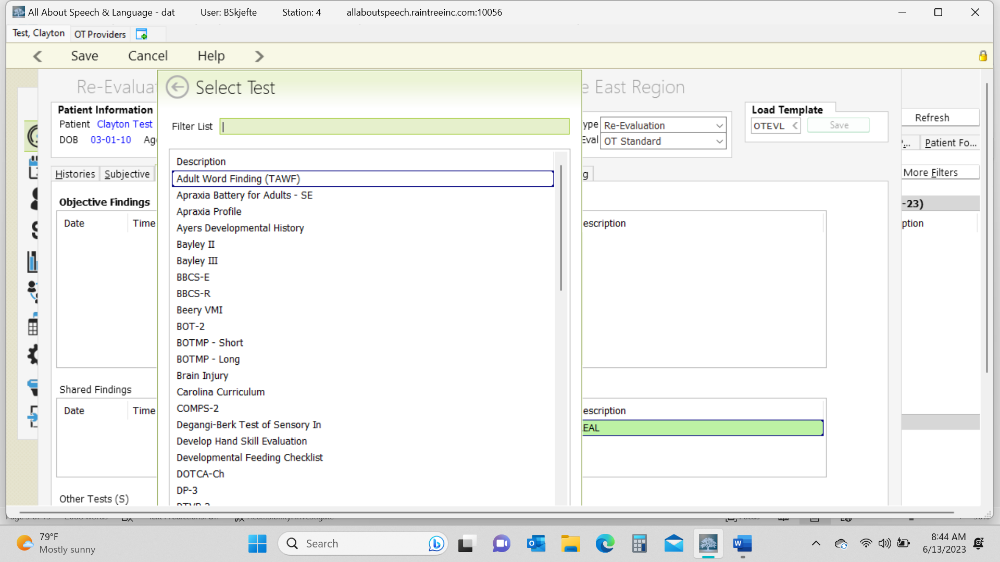 All About Speech & Language - dat User: BSkjefte Station: 4 allaboutspeech.raintreeinc.com:10056
Test, Clayton OT Providers
Save Cancel Help
Select Test
East Region
Patient Information
Load Template
Patient Clayton Test
Filter List
Re-Evaluation
OTEVL
Save
Refresh
DOB 03-01-10
OT Standard
Patient Fo...
Histories Subjective
Description
More Filters
Adult Word Finding (TAWF)
Apraxia Battery for Adults - SE
Objective Findings
-23)
Apraxia Profile
Date Time
Ayers Developmental History
escription
ption
Bayley II
Bayley III
BBCS-E
BBCS-R
Beery VMI
BOT-2
BOTMP - Short
BOTMP - Long
Brain Injury
Shared Findings
Carolina Curriculum
Date Time
COMPS-2
escription
Degangi-Berk Test of Sensory In
EAL
Develop Hand Skill Evaluation
Developmental Feeding Checklist
DOTCA-Ch
DP-3
Other Tests (S)
79°F
Mostly sunny
Search
8:44 AM
6/13/2023